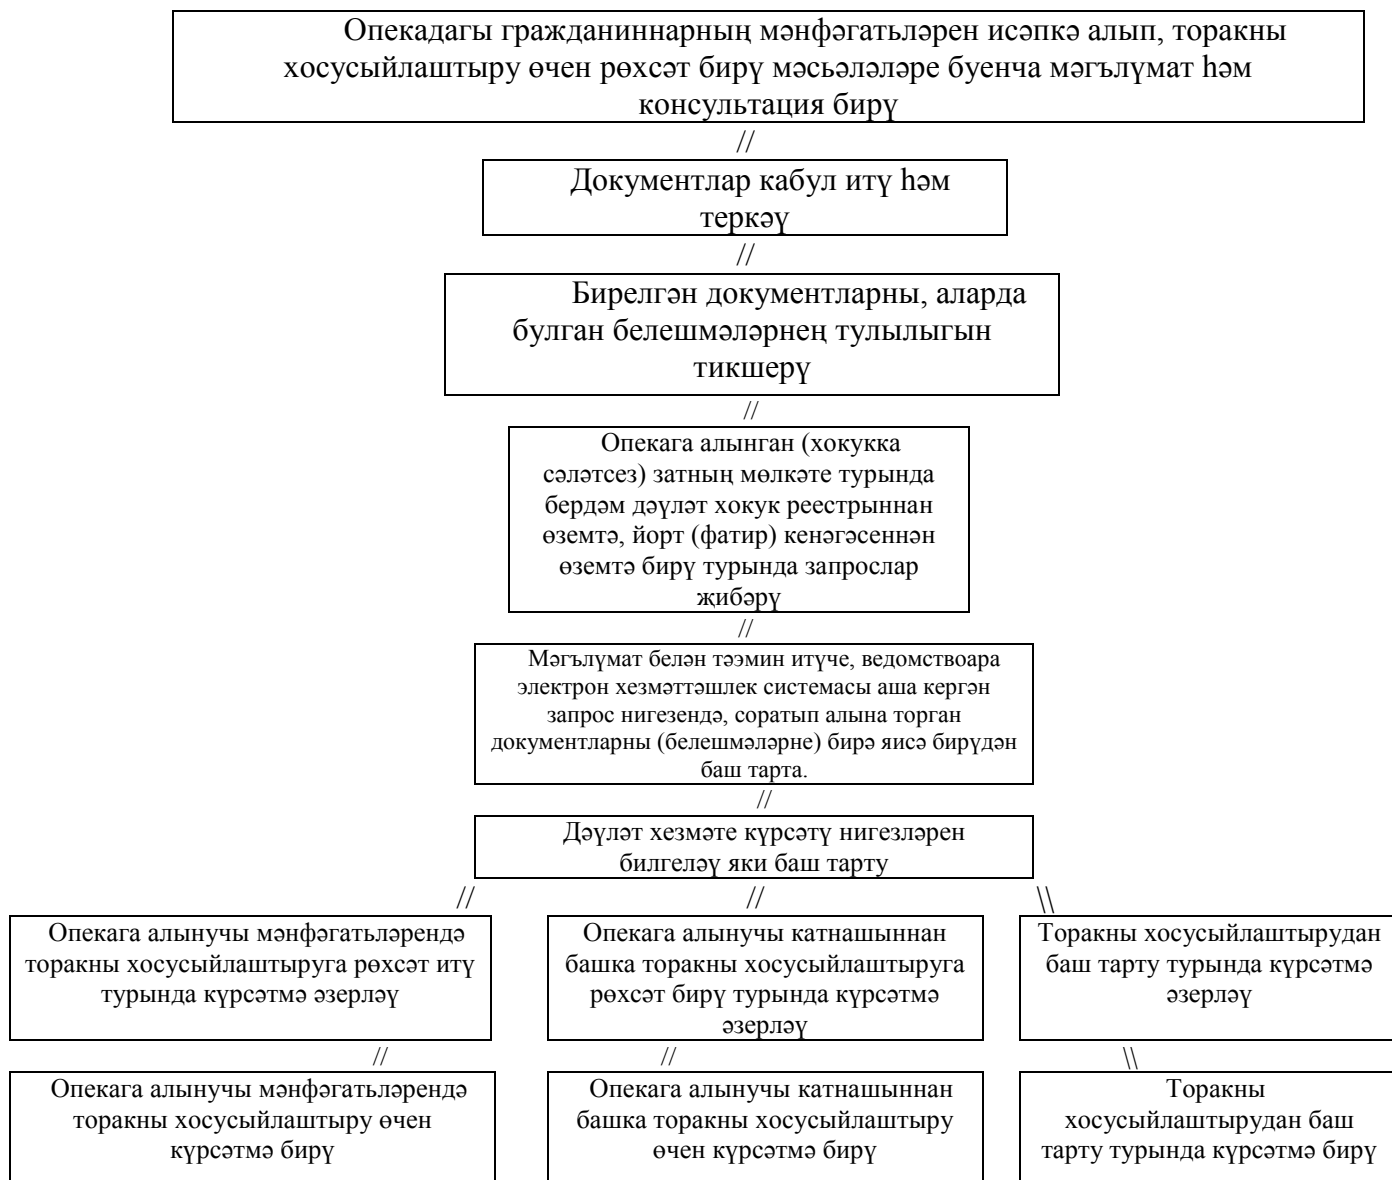 Опекадагы гражданиннарның мәнфәгатьләрен исәпкә алып, торакны
хосусыйлаштыру өчен рөхсәт бирү мәсьәләләре буенча мәгълүмат һәм
консультация бирү
//
Документлар кабул итү һәм
теркәү
//
Бирелгән документларны, аларда
булган белешмәләрнең тулылыгын
тикшерү
//
Опекага алынган (хокукка
сәләтсез) затның мөлкәте турында
бердәм дәүләт хокук реестрыннан
өземтә, йорт (фатир) кенәгәсеннән
өземтә бирү турында запрослар
җибәрү
//
Мәгълүмат белән тәэмин итүче, ведомствоара
электрон хезмәттәшлек системасы аша кергән
запрос нигезендә, соратып алына торган
документларны (белешмәләрне) бирә яисә бирүдән
баш тарта.
//
Дәүләт хезмәте күрсәтү нигезләрен
билгеләү яки баш тарту
// // \\
Опекага алынучы мәнфәгатьләрендә
торакны хосусыйлаштыруга рөхсәт итү
турында күрсәтмә әзерләү
Опекага алынучы катнашыннан
башка торакны хосусыйлаштыруга
рөхсәт бирү турында күрсәтмә
әзерләү
Торакны хосусыйлаштырудан
баш тарту турында күрсәтмә
әзерләү
// // \\
Опекага алынучы мәнфәгатьләрендә
торакны хосусыйлаштыру өчен
күрсәтмә бирү
Опекага алынучы катнашыннан
башка торакны хосусыйлаштыру
өчен күрсәтмә бирү
Торакны
хосусыйлаштырудан баш
тарту турында күрсәтмә бирү